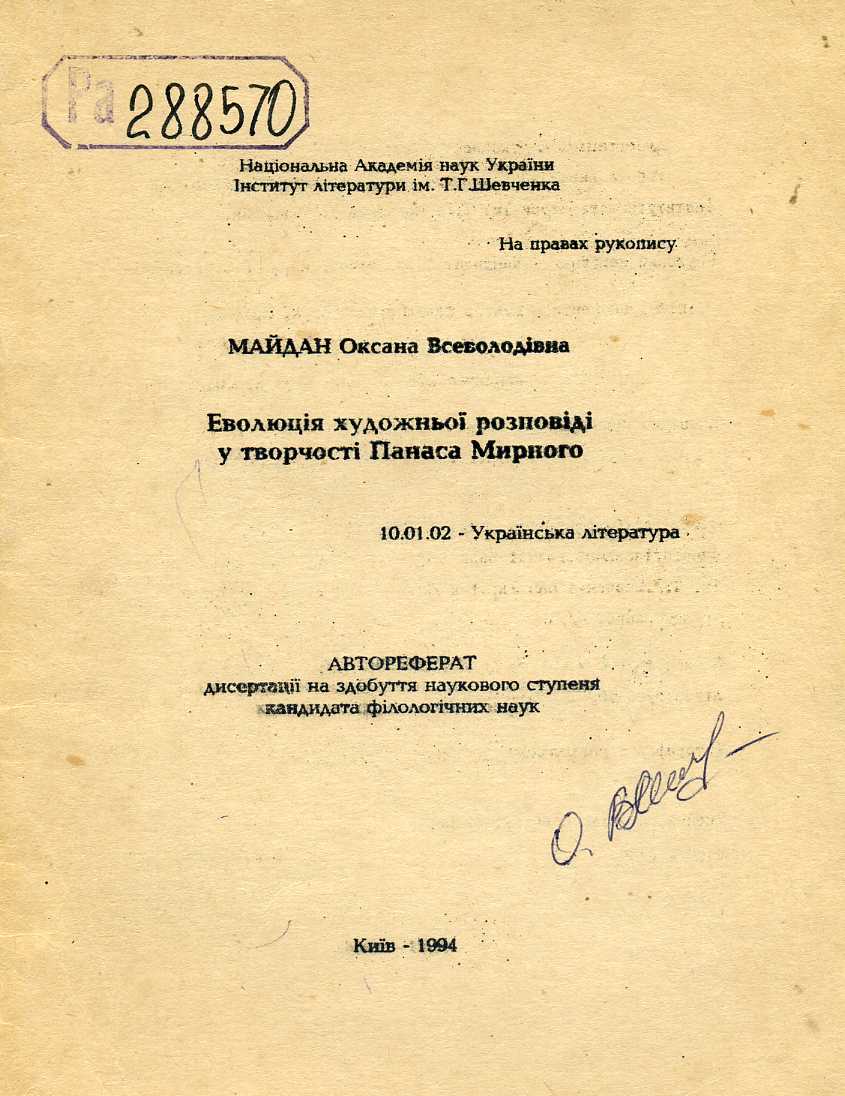 Ра 288570
Національна Академія наук України
Інститут літератури ім. Т.Г.Шевченка
На правах рукопису
МАЙДАН Оксана Всеволодівна
Еволюція художньої розповіді
у творчості Панаса Мирного
10.01.02 - Українська література
АВТОРЕФЕРАТ
дисертації на здобуття наукового ступеня
кандидата філологічних наук
О.
Київ - 1994